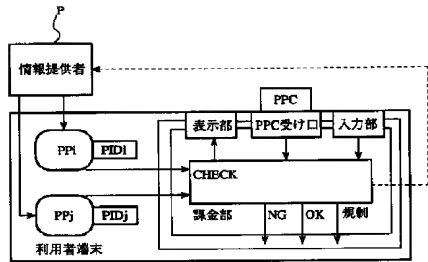 P
情報提供者
PPC
表示部
PPC受け口
入力部
PPi
PIDi
CHECK
PPj
PIDj
課金部
NG
OK
規制
利用者端末